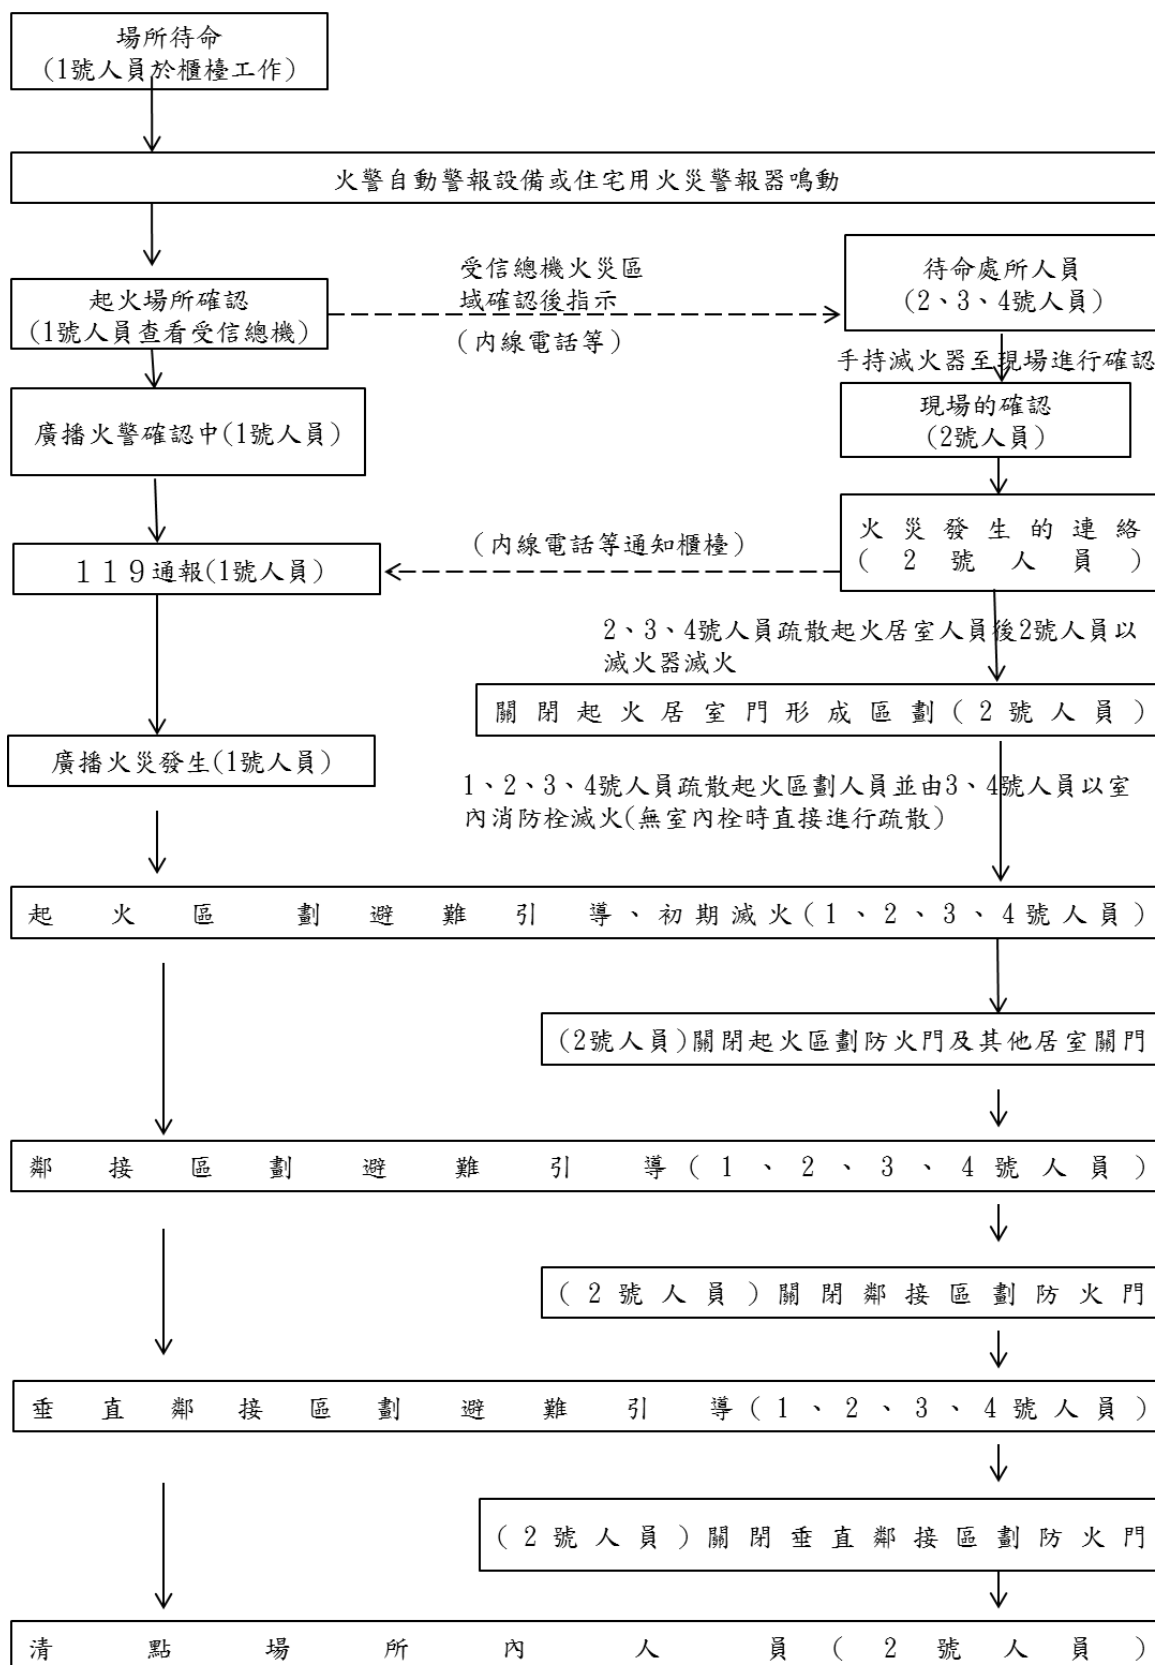 場所待命
(1號人員於櫃檯工作)
火警自動警報設備或住宅用火災警報器鳴動
起火場所確認
(1號人員查看受信總機)
受信總機火災區
域確認後指示
(內線電話等)
待命處所人員
(2、3、4號人員)
手持滅火器至現場進行確認
廣播火警確認中(1號人員)
現場的確認
(2號人員)
火災發生的連絡
(2號人員)
(內線電話等通知櫃檯)
119通報(1號人員)
2、3、4號人員疏散起火居室人員後2號人員以
滅火器滅火
關閉起火居室門形成區劃(2號人員)
廣播火災發生(1號人員)
1、2、3、4號人員疏散起火區劃人員並由3、4號人員以室
內消防栓滅火(無室內栓時直接進行疏散)
起火區劃避難引導、初期滅火(1、2、3、4號人員)
(2號人員)關閉起火區劃防火門及其他居室關門
鄰接區劃避難引導(1、2、3、4號人員)
(2號人員)關閉鄰接區劃防火門
垂直鄰接區劃避難引導(1、2、3、4號人員)
(2號人員)關閉垂直鄰接區劃防火門
清點場所內人員(2號人員)